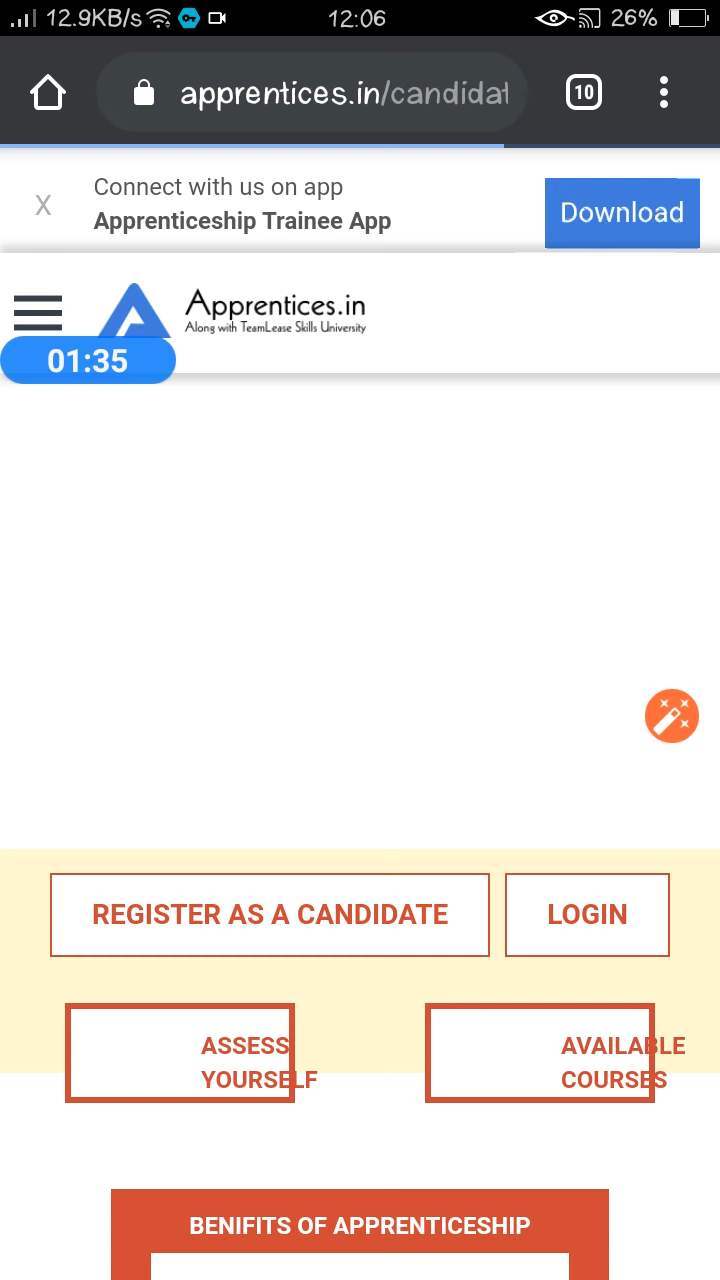 12.9KB/s 12:06 26%
apprentices.in/candidat 10
Connect with us on app
X
Apprenticeship Trainee App
Download
Apprentices.in
Along with TeamLease Skills University
01:35
REGISTER AS A CANDIDATE LOGIN
ASSESS
YOURSELF
AVAILABLE
COURSES
BENIFITS OF APPRENTICESHIP